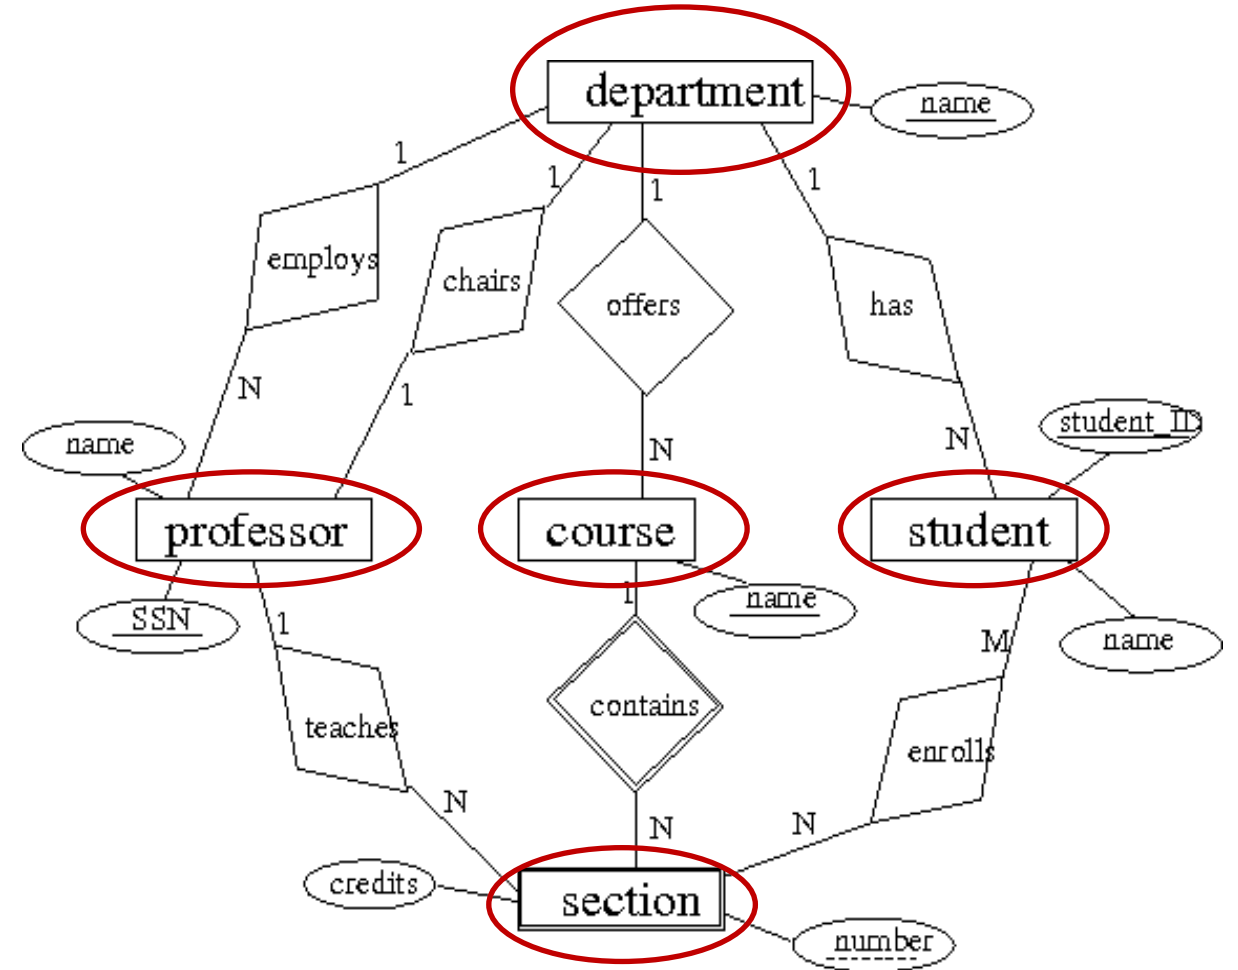 department
name
1
1
1
1
employs
chairs
offers
has
N
1
N
N
student_ID
name
professor
course
student
SSN
1
1
name
M
name
teaches
contains
enrolls
N
N
N
credits
section
number